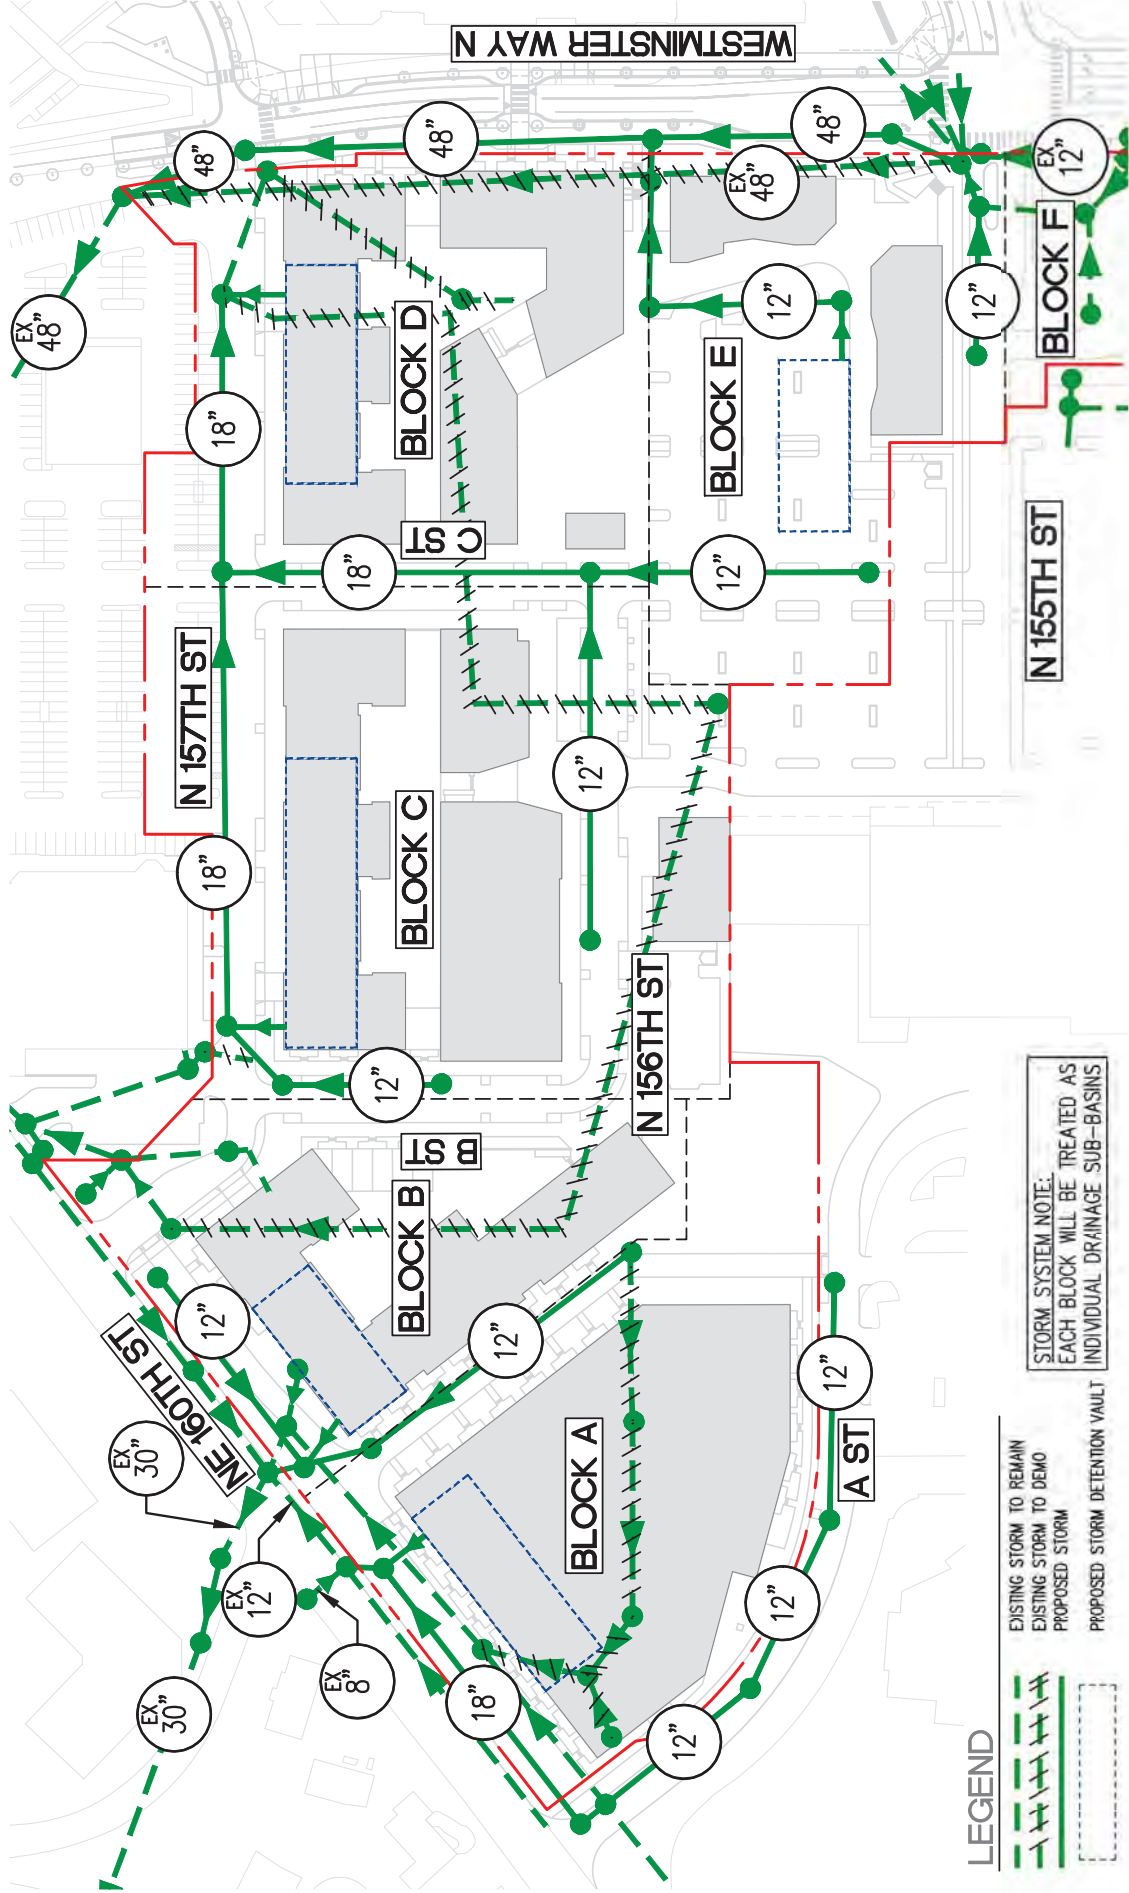 WESTMINSTER WAY N
48"
48"
48"
EX
48"
EX
48"
EX
12"
BLOCK F
12"
12"
BLOCK D
BLOCK E
18"
C ST
18"
12"
N 155TH ST
N 157TH ST
12"
18"
BLOCK C
N 156TH ST
12"
B ST
BLOCK B
12"
12"
NE 160TH ST
EX
30"
EX
12"
EX
8"
EX
30"
BLOCK A
A ST
12"
12"
12"
18"
STORM SYSTEM NOTE:
EACH BLOCK WILL BE TREATED AS
INDIVIDUAL DRAINAGE SUB-BASINS
LEGEND
EXISTING STORM TO REMAIN
EXISTING STORM TO DEMO
PROPOSED STORM
PROPOSED STORM DETENTION VAULT